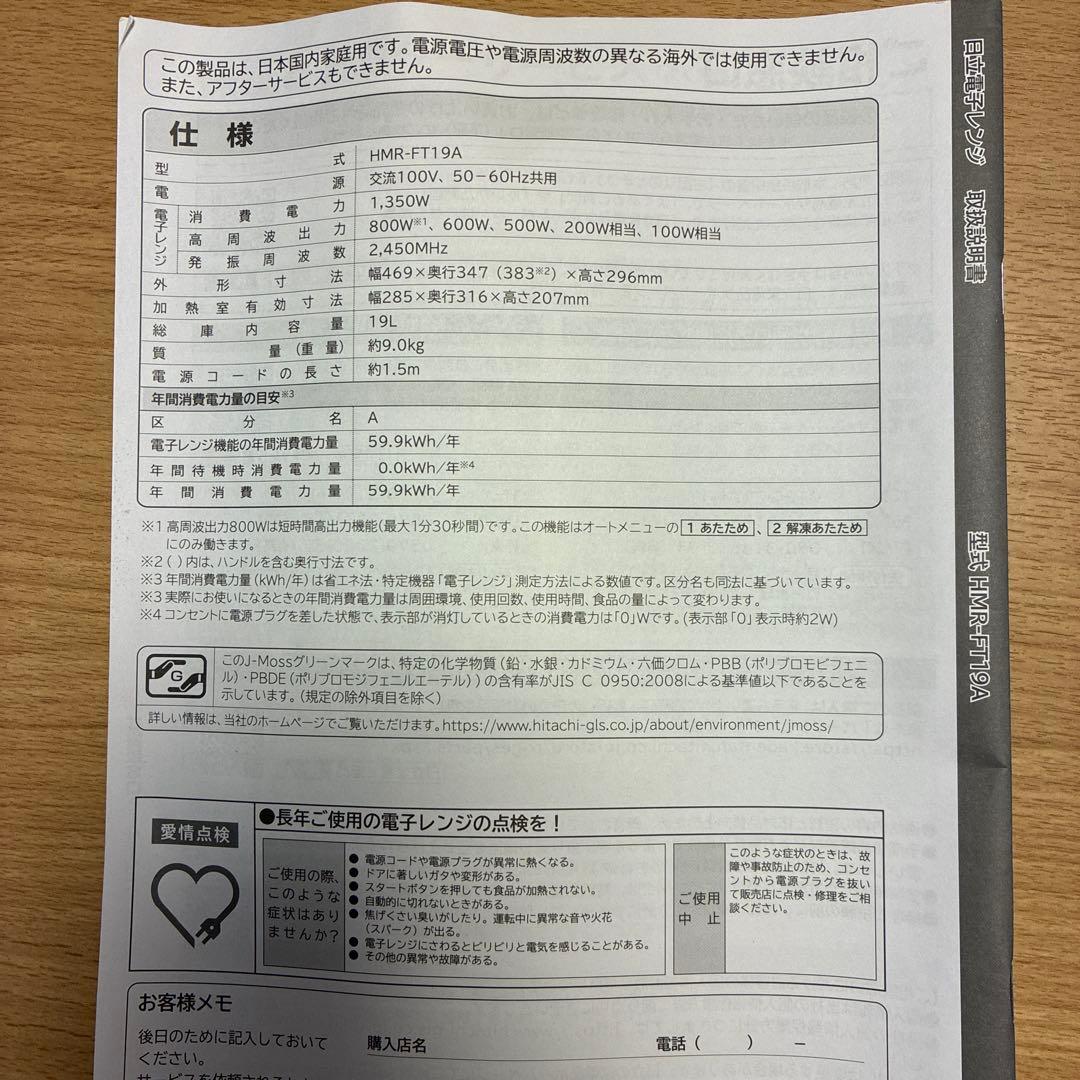 この製品は、日本国内家庭用です。電源電圧や電源周波数の異なる海外では使用できません。
また、アフターサービスもできません。
仕様
型式 HMR-FT19A
電源 交流100V、50−60Hz共用
電子レンジ
消費電力 1,350W
高周波出力 800W※1、600W、500W、200W相当、100W相当
発振周波数 2,450MHz
外形寸法 幅469×奥行347（383※2）×高さ296mm
加熱室有効寸法 幅285×奥行316×高さ207mm
総庫内容量 19L
質量（重量） 約9.0kg
電源コードの長さ 約1.5m
年間消費電力量の目安※3
区分名 A
電子レンジ機能の年間消費電力量 59.9kWh/年
年間待機時消費電力量 0.0kWh/年※4
年間消費電力量 59.9kWh/年
※1 高周波出力800Wは短時間高出力機能(最大1分30秒間)です。この機能はオートメニューの 1 あたため 、 2 解凍あたため
にのみ働きます。
※2 ( ) 内は、ハンドルを含む奥行寸法です。
※3 年間消費電力量(kWh/年)は省エネ法・特定機器「電子レンジ」測定方法による数値です。区分名も同法に基づいています。
※3 実際にお使いになるときの年間消費電力量は周囲環境、使用回数、使用時間、食品の量によって変わります。
※4 コンセントに電源プラグを差した状態で、表示部が消灯しているときの消費電力は「0」Wです。(表示部「0」表示時約2W)
G
このJ-Mossグリーンマークは、特定の化学物質（鉛・水銀・カドミウム・六価クロム・PBB（ポリブロモビフェニ
ル）・PBDE（ポリブロモジフェニルエーテル））の含有率がJIS C 0950:2008による基準値以下であることを
示しています。(規定の除外項目を除く)
詳しい情報は、当社のホームページでご覧いただけます。https://www.hitachi-gls.co.jp/about/environment/jmoss/
愛情点検
●長年ご使用の電子レンジの点検を！
ご使用の際、
このような
症状はあり
ませんか？
● 電源コードや電源プラグが異常に熱くなる。
● ドアに著しいガタや変形がある。
● スタートボタンを押しても食品が加熱されない。
● 自動的に切れないときがある。
● 焦げくさい臭いがしたり。運転中に異常な音や火花
（スパーク）が出る。
● 電子レンジにさわるとビリビリと電気を感じることがある。
● その他の異常や故障がある。
ご使用
中止
このような症状のときは、故
障や事故防止のため、コンセ
ントから電源プラグを抜い
て販売店に点検・修理をご相
談ください。
お客様メモ
後日のために記入しておいて
ください。
購入店名
電話（ ） −
日立電子レンジ 取扱説明書
型式 HMR-FT19A